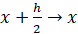 x + h/2 → x